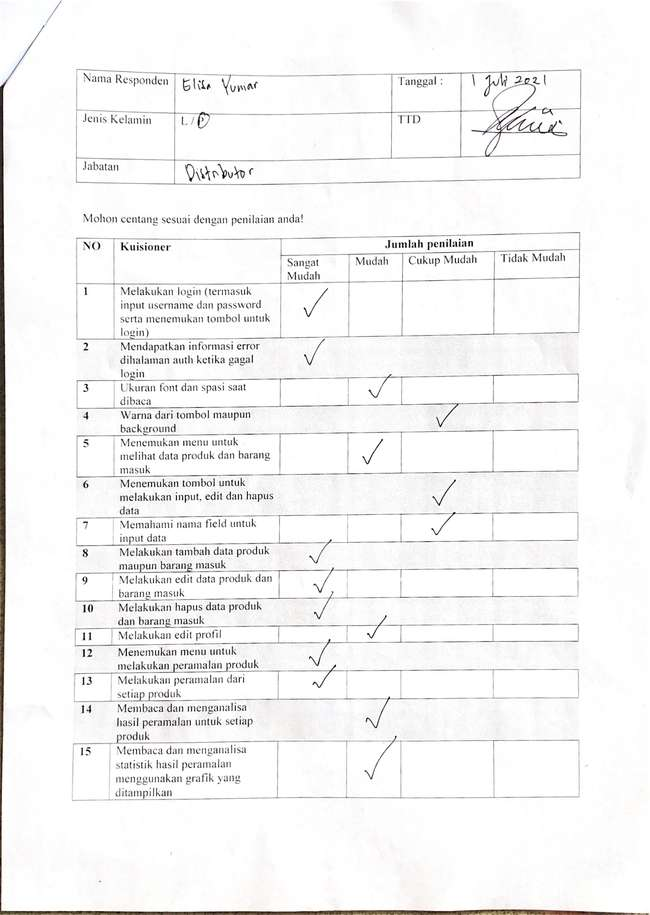 Nama Responden Elisa Yumar Tanggal : 1 Juli 2021
Jenis Kelamin L / P TTD
Jabatan Distributor
Mohon centang sesuai dengan penilaian anda!
NO Kuisioner Jumlah penilaian
Sangat Mudah Cukup Mudah Tidak Mudah
Mudah
1 Melakukan login (termasuk
input username dan password
serta menemukan tombol untuk
login)
2 Mendapatkan informasi error
dihalaman auth ketika gagal
login
3 Ukuran font dan spasi saat
dibaca
4 Warna dari tombol maupun
background
5 Menemukan menu untuk
melihat data produk dan barang
masuk
6 Menemukan tombol untuk
melakukan input, edit dan hapus
data
7 Memahami nama field untuk
input data
8 Melakukan tambah data produk
maupun barang masuk
9 Melakukan edit data produk dan
barang masuk
10 Melakukan hapus data produk
dan barang masuk
11 Melakukan edit profil
12 Menemukan menu untuk
melakukan peramalan produk
13 Melakukan peramalan dari
setiap produk
14 Membaca dan menganalisa
hasil peramalan untuk setiap
produk
15 Membaca dan menganalisa
statistik hasil peramalan
menggunakan grafik yang
ditampilkan